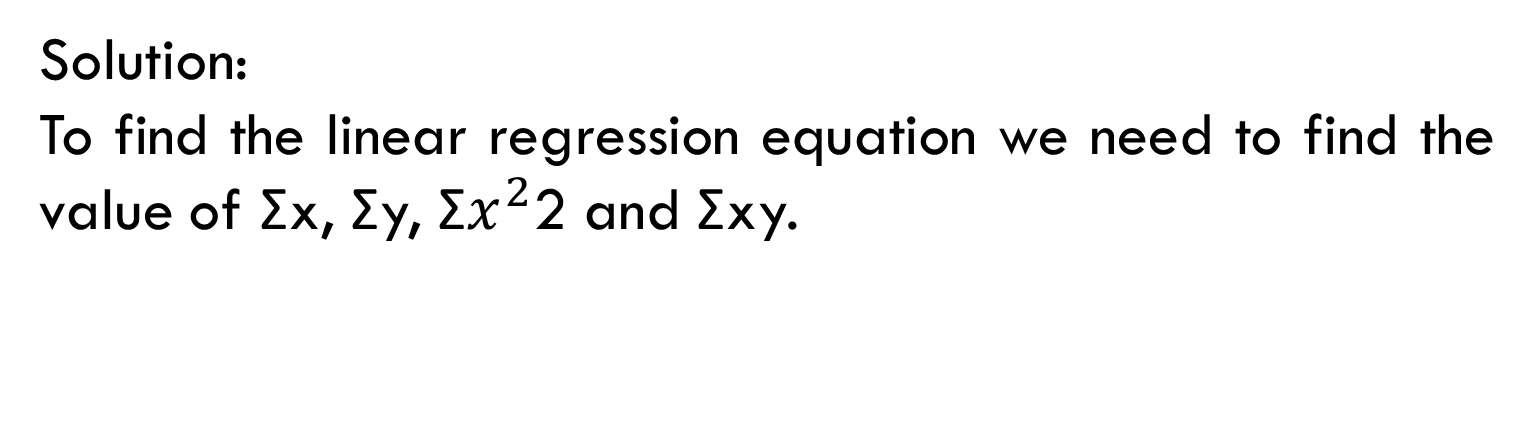 Solution:
To find the linear regression equation we need to find the
value of Σx, Σy, Σ𝑥²2 and Σxy.